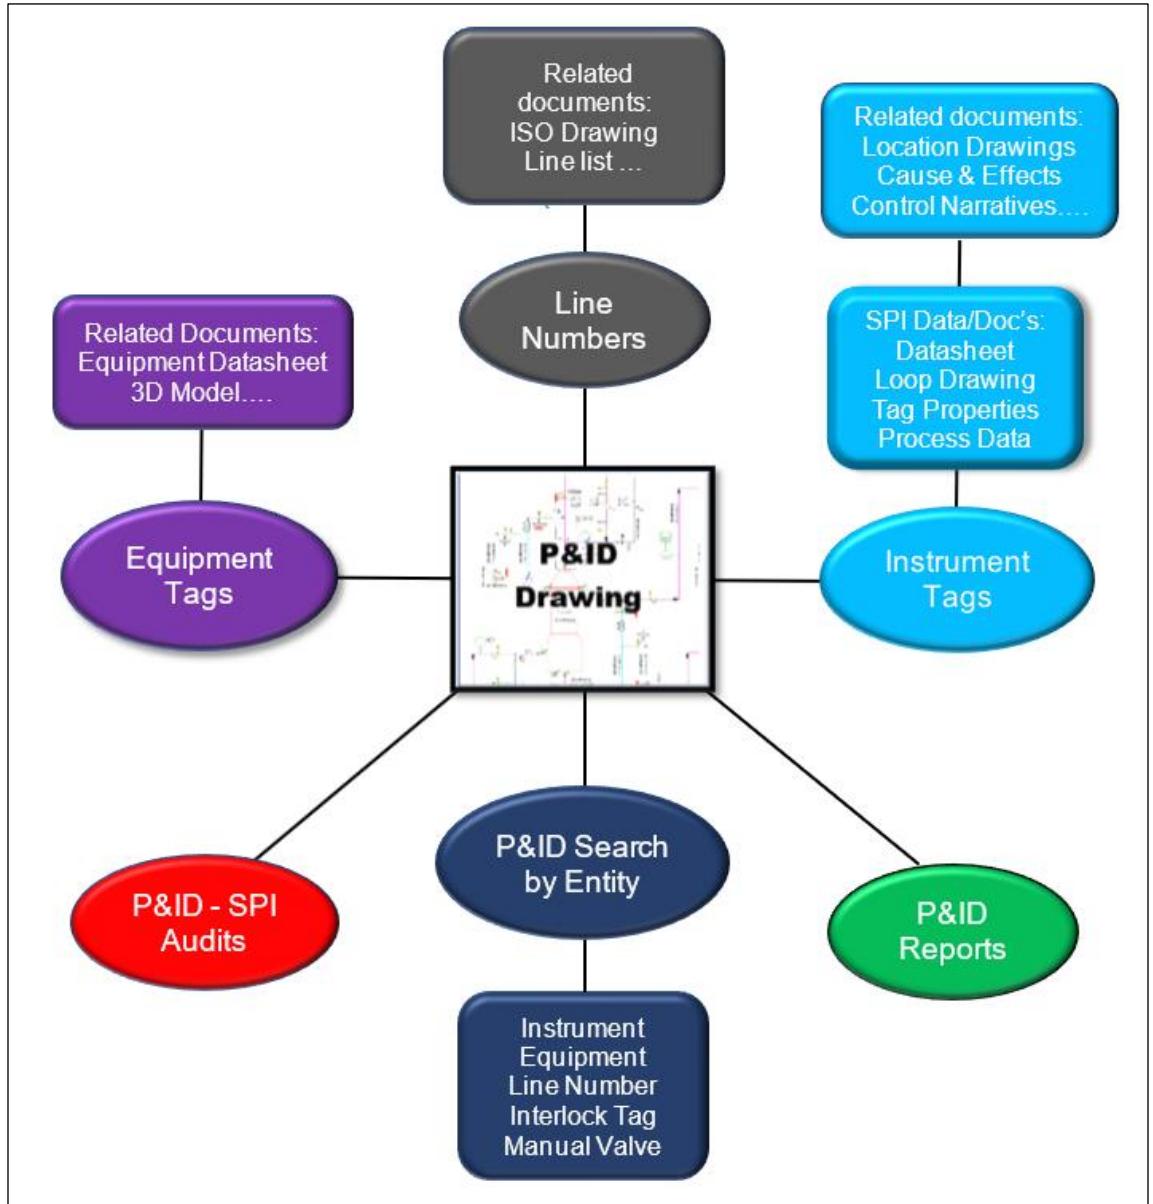 Related
documents:
ISO Drawing
Line list ...
Related documents:
Location Drawings
Cause & Effects
Control Narratives....
Line
Numbers
Related Documents:
Equipment Datasheet
3D Model....
SPI Data/Doc's:
Datasheet
Loop Drawing
Tag Properties
Process Data
Equipment
Tags
P&ID
Drawing
Instrument
Tags
P&ID - SPI
Audits
P&ID Search
by Entity
P&ID
Reports
Instrument
Equipment
Line Number
Interlock Tag
Manual Valve